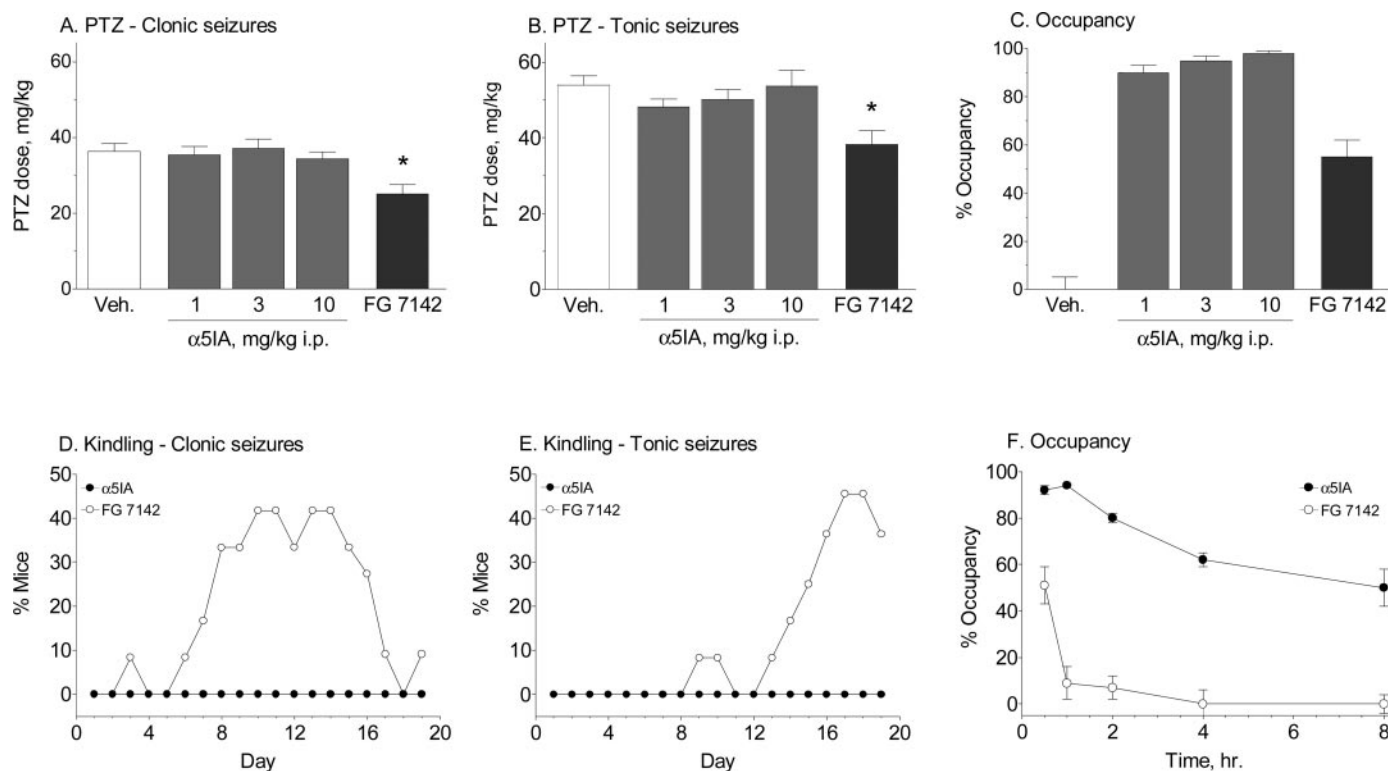 A. PTZ - Clonic seizures
PTZ dose, mg/kg
60
40
20
0
*
Veh. 1 3 10 FG 7142
α5IA, mg/kg i.p.
B. PTZ - Tonic seizures
PTZ dose, mg/kg
60
40
20
0
*
Veh. 1 3 10 FG 7142
α5IA, mg/kg i.p.
C. Occupancy
% Occupancy
100
80
60
40
20
0
Veh. 1 3 10 FG 7142
α5IA, mg/kg i.p.
D. Kindling - Clonic seizures
α5IA
FG 7142
% Mice
50
40
30
20
10
0
0 4 8 12 16 20
Day
E. Kindling - Tonic seizures
α5IA
FG 7142
% Mice
50
40
30
20
10
0
0 4 8 12 16 20
Day
F. Occupancy
α5IA
FG 7142
% Occupancy
100
80
60
40
20
0
0 2 4 8
Time, hr.